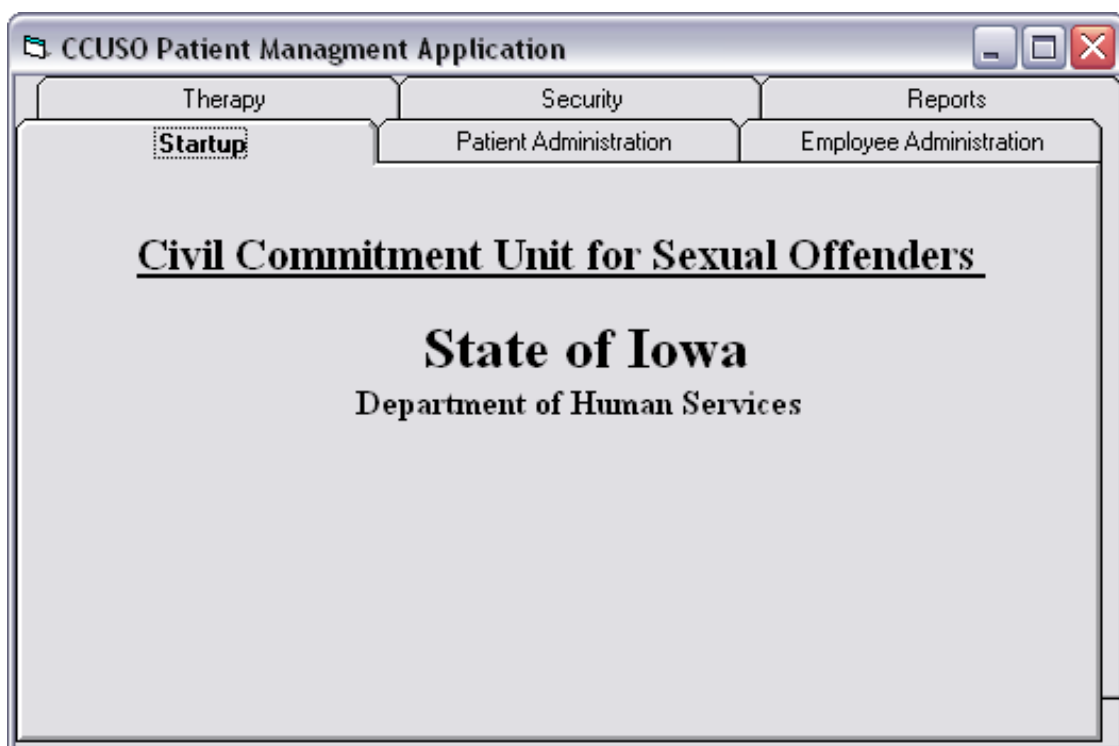 CCUSO Patient Managment Application
Therapy Security Reports
Startup Patient Administration Employee Administration
Civil Commitment Unit for Sexual Offenders
State of Iowa
Department of Human Services